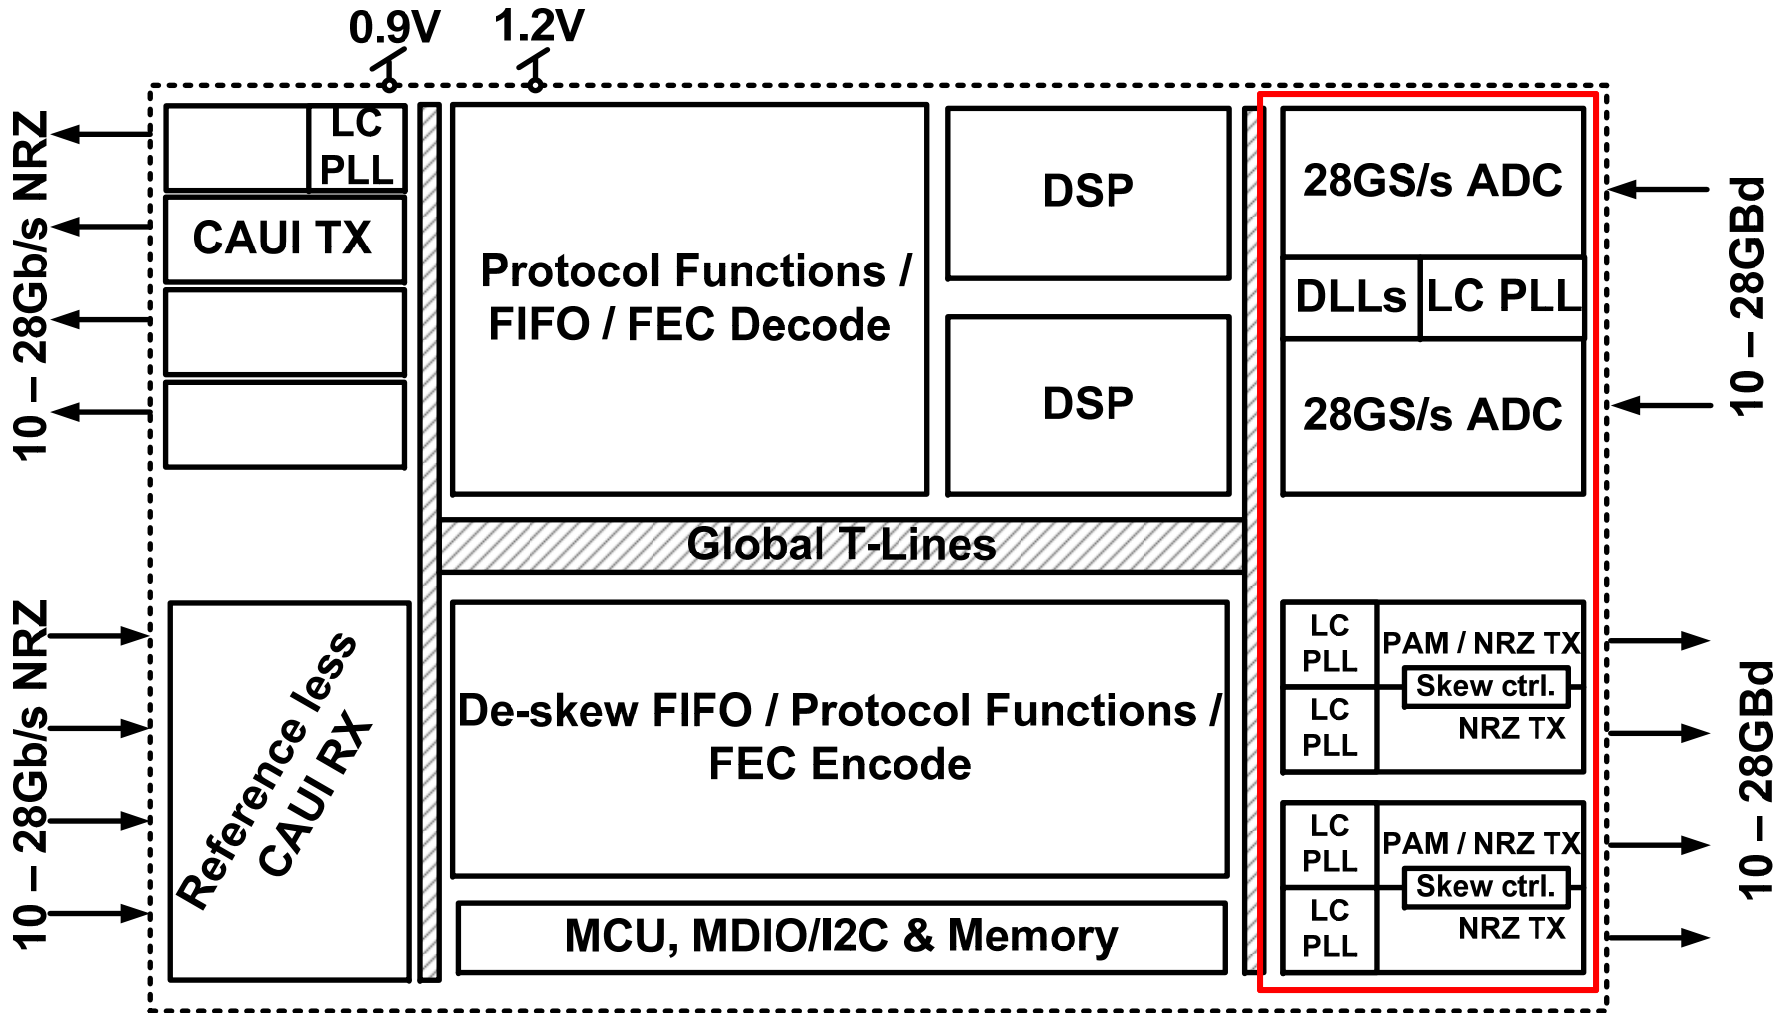 0.9V
1.2V
10 – 28Gb/s NRZ
LC
PLL
CAUI TX
Protocol Functions /
FIFO / FEC Decode
DSP
DSP
28GS/s ADC
DLLs
LC PLL
28GS/s ADC
10 – 28GBd
Global T-Lines
10 – 28Gb/s NRZ
Reference less
CAUI RX
De-skew FIFO / Protocol Functions /
FEC Encode
MCU, MDIO/I2C & Memory
LC
PLL
PAM / NRZ TX
Skew ctrl.
LC
PLL
NRZ TX
LC
PLL
PAM / NRZ TX
Skew ctrl.
LC
PLL
NRZ TX
10 – 28GBd